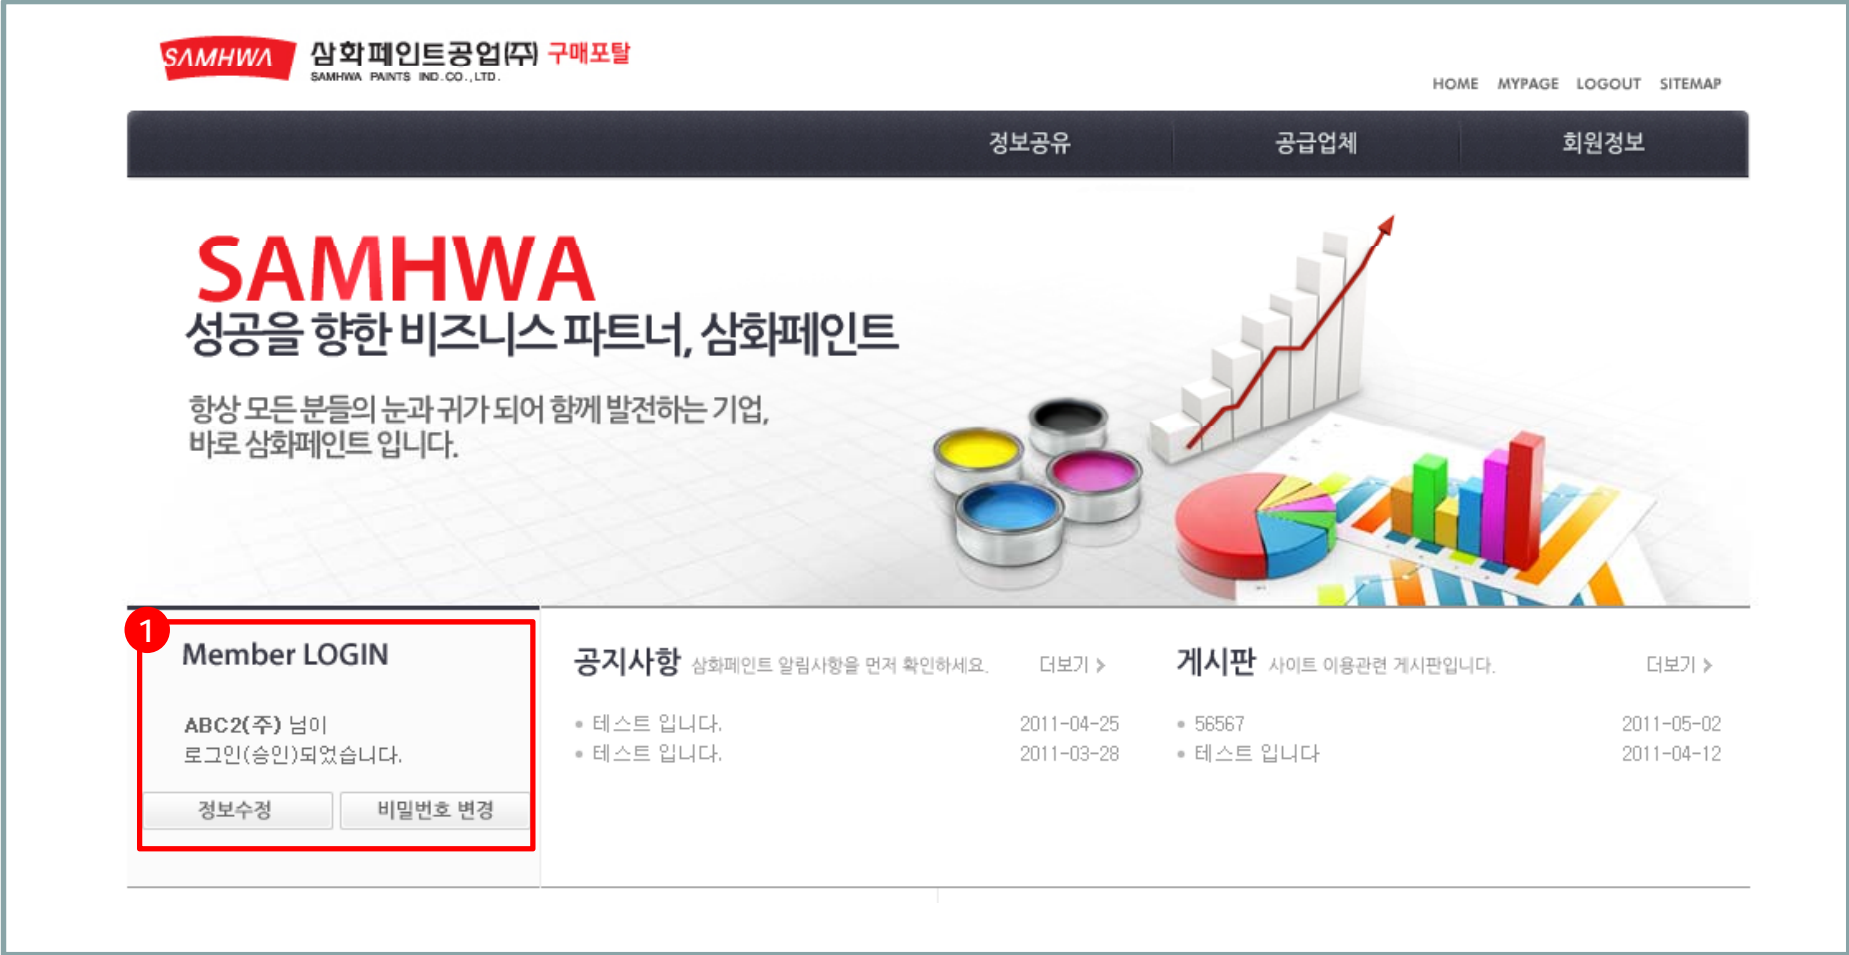 SAMHWA 삼화페인트공업(주) 구매포탈
SAMHWA PAINTS IND.CO.,LTD.
HOME MYPAGE LOGOUT SITEMAP
정보공유 공급업체 회원정보
SAMHWA
성공을 향한 비즈니스 파트너, 삼화페인트
항상 모든 분들의 눈과 귀가 되어 함께 발전하는 기업,
바로 삼화페인트 입니다.
1
Member LOGIN
ABC2(주) 님이
로그인(승인)되었습니다.
정보수정 비밀번호 변경
공지사항 삼화페인트 알림사항을 먼저 확인하세요. 더보기 >
• 테스트 입니다. 2011-04-25
• 테스트 입니다. 2011-03-28
게시판 사이트 이용관련 게시판입니다. 더보기 >
• 56567 2011-05-02
• 테스트 입니다 2011-04-12